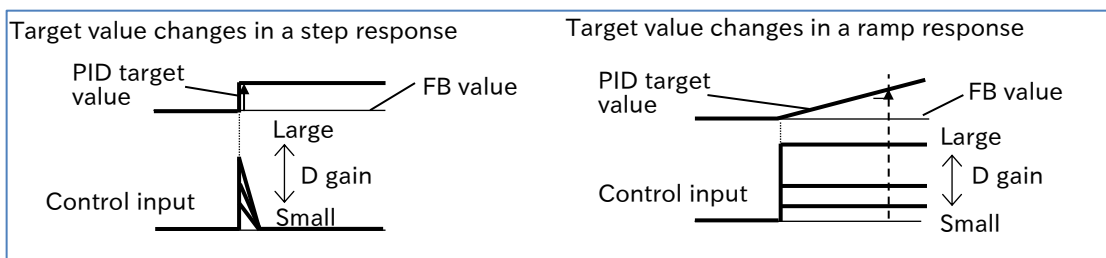 Target value changes in a step response
PID target
value
FB value
Large
D gain
Control input
Small
Target value changes in a ramp response
PID target
value
FB value
Large
D gain
Control input
Small